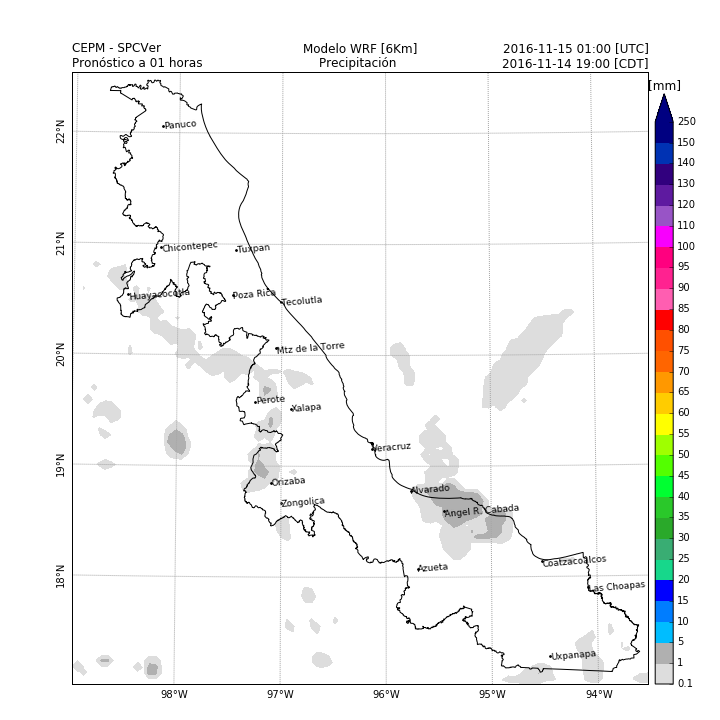 CEPM - SPCVer
Modelo WRF [6Km]
2016-11-15 01:00 [UTC]
Pronóstico a 01 horas
Precipitación
2016-11-14 19:00 [CDT]
[mm]
250
150
140
130
120
110
100
95
90
85
80
75
70
65
60
55
50
45
40
35
30
25
20
15
10
5
1
0.1
22°N
21°N
20°N
19°N
18°N
Panuco
Chicontepec
Tuxpan
Huayacocotla
Poza Rica
Tecolutla
Mtz de la Torre
Perote
Xalapa
Veracruz
Orizaba
Alvarado
Zongolica
Angel R. Cabada
Azueta
Coatzacoalcos
Las Choapas
Uxpanapa
98°W
97°W
96°W
95°W
94°W